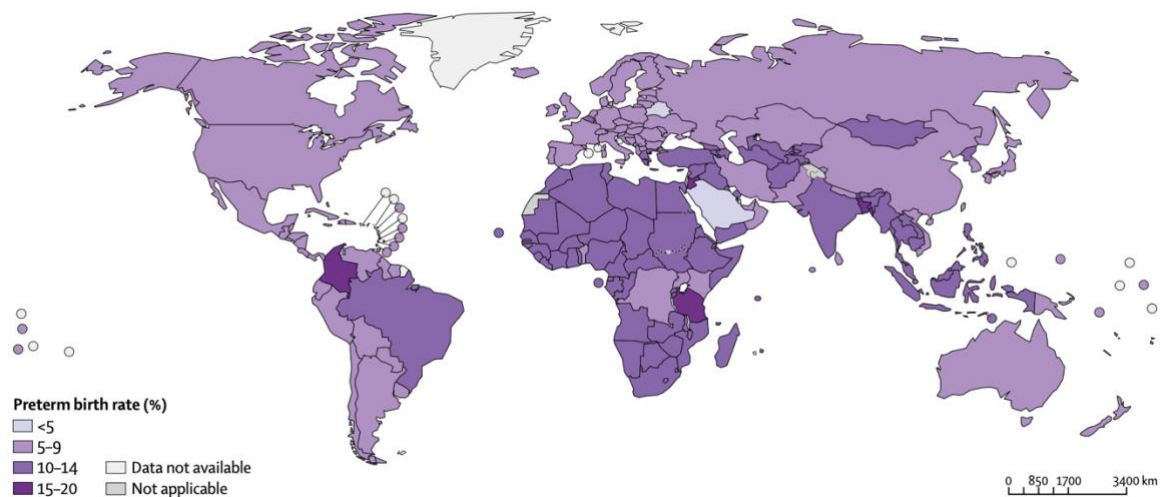 Preterm birth rate (%)
<5
5–9
10–14
15–20
Data not available
Not applicable
0 850 1700 3400 km